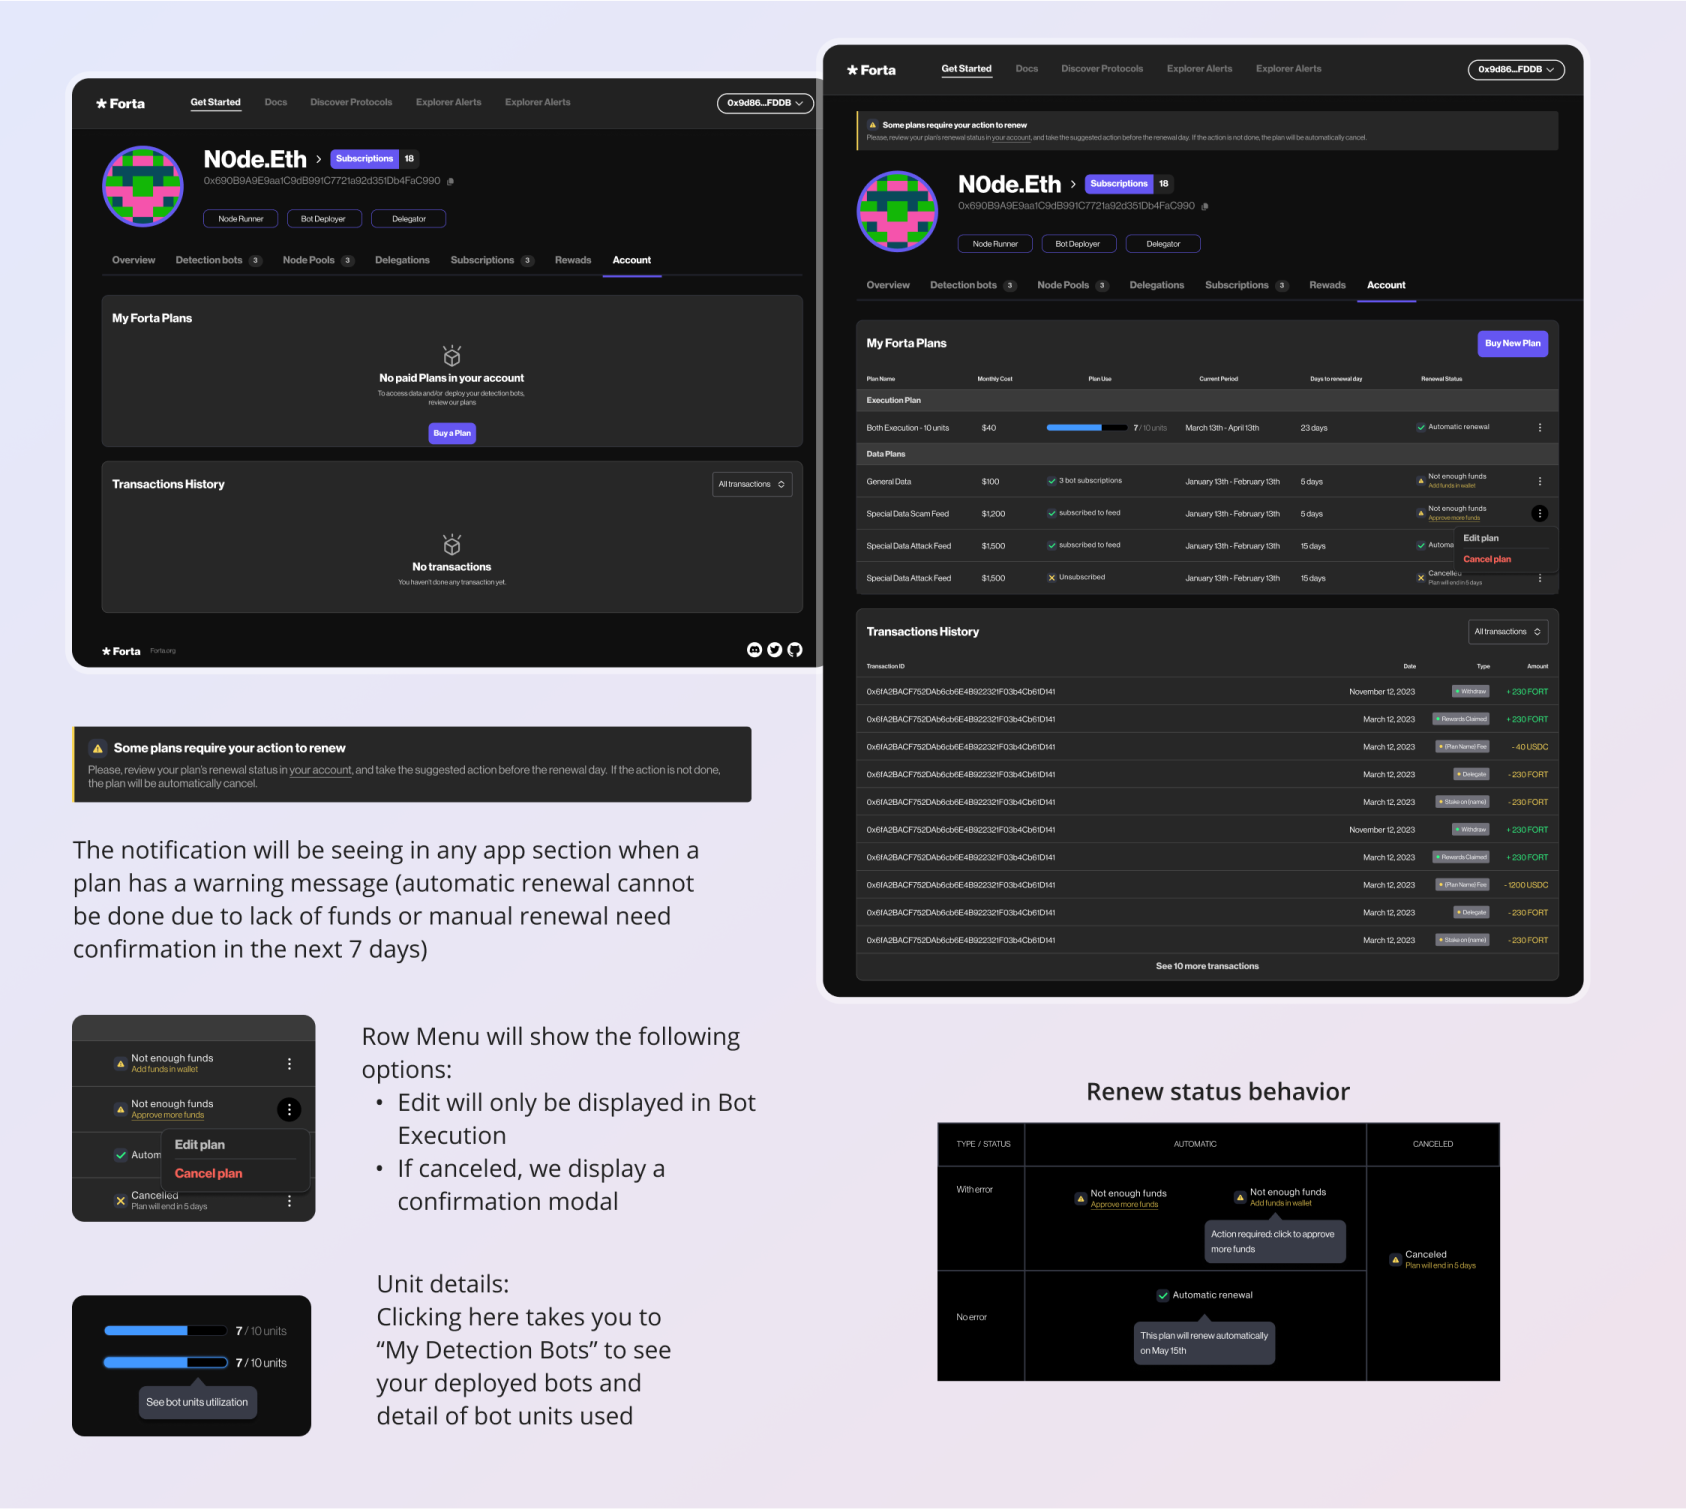 Forta
Get Started
Docs
Discover Protocols
Explorer Alerts
Explorer Alerts
0x9d86...FDDB
N0de.Eth
Subscriptions 18
0x690B9A9E9aa1C9dB991C7721a92d351Db4FaC990
Node Runner
Bot Deployer
Delegator
Overview
Detection bots 3
Node Pools 3
Delegations
Subscriptions 3
Rewads
Account
My Forta Plans
No paid Plans in your account
To access data and/or deploy your detection bots,
review our plans
Buy a Plan
Transactions History
All transactions
No transactions
You haven't done any transaction yet.
Forta
Forta.org
Forta
Get Started
Docs
Discover Protocols
Explorer Alerts
Explorer Alerts
0x9d86...FDDB
Some plans require your action to renew
Please, review your plan's renewal status in your account, and take the suggested action before the renewal day. If the action is not done, the plan will be automatically cancel.
N0de.Eth
Subscriptions 18
0x690B9A9E9aa1C9dB991C7721a92d351Db4FaC990
Node Runner
Bot Deployer
Delegator
Overview
Detection bots 3
Node Pools 3
Delegations
Subscriptions 3
Rewads
Account
My Forta Plans
Buy New Plan
Plan Name Monthly Cost Plan Use Current Period Days to renewal day Renewal Status
Execution Plan
Both Execution - 10 units $40 7 / 10 units March 13th - April 13th 23 days Automatic renewal
Data Plans
General Data $100 3 bot subscriptions January 13th - February 13th 5 days Not enough funds
Add funds in wallet
Special Data Scam Feed $1,200 subscribed to feed January 13th - February 13th 5 days Not enough funds
Approve more funds
Edit plan
Cancel plan
Special Data Attack Feed $1,500 subscribed to feed January 13th - February 13th 15 days Automa
Special Data Attack Feed $1,500 Unsubscribed January 13th - February 13th 15 days Cancelled
Plan will end in 5 days
Transactions History
All transactions
Transaction ID Date Type Amount
0x6fA2BACF752DAb6cb6E4B922321F03b4Cb61D141 November 12, 2023 Withdraw + 230 FORT
0x6fA2BACF752DAb6cb6E4B922321F03b4Cb61D141 March 12, 2023 Rewards Claimed + 230 FORT
0x6fA2BACF752DAb6cb6E4B922321F03b4Cb61D141 March 12, 2023 (Plan Name) Fee - 40 USDC
0x6fA2BACF752DAb6cb6E4B922321F03b4Cb61D141 March 12, 2023 Delegate - 230 FORT
0x6fA2BACF752DAb6cb6E4B922321F03b4Cb61D141 March 12, 2023 Stake on (name) - 230 FORT
0x6fA2BACF752DAb6cb6E4B922321F03b4Cb61D141 November 12, 2023 Withdraw + 230 FORT
0x6fA2BACF752DAb6cb6E4B922321F03b4Cb61D141 March 12, 2023 Rewards Claimed + 230 FORT
0x6fA2BACF752DAb6cb6E4B922321F03b4Cb61D141 March 12, 2023 (Plan Name) Fee - 1200 USDC
0x6fA2BACF752DAb6cb6E4B922321F03b4Cb61D141 March 12, 2023 Delegate - 230 FORT
0x6fA2BACF752DAb6cb6E4B922321F03b4Cb61D141 March 12, 2023 Stake on (name) - 230 FORT
See 10 more transactions
Some plans require your action to renew
Please, review your plan's renewal status in your account, and take the suggested action before the renewal day. If the action is not done,
the plan will be automatically cancel.
The notification will be seeing in any app section when a
plan has a warning message (automatic renewal cannot
be done due to lack of funds or manual renewal need
confirmation in the next 7 days)
Not enough funds
Add funds in wallet
Not enough funds
Approve more funds
Edit plan
Autom
Cancel plan
Cancelled
Plan will end in 5 days
Row Menu will show the following
options:
• Edit will only be displayed in Bot
Execution
• If canceled, we display a
confirmation modal
7 / 10 units
7 / 10 units
See bot units utilization
Unit details:
Clicking here takes you to
“My Detection Bots” to see
your deployed bots and
detail of bot units used
Renew status behavior
TYPE / STATUS AUTOMATIC CANCELED
With error
Not enough funds
Approve more funds
Not enough funds
Add funds in wallet
Action required: click to approve
more funds
Canceled
Plan will end in 5 days
No error
Automatic renewal
This plan will renew automatically
on May 15th